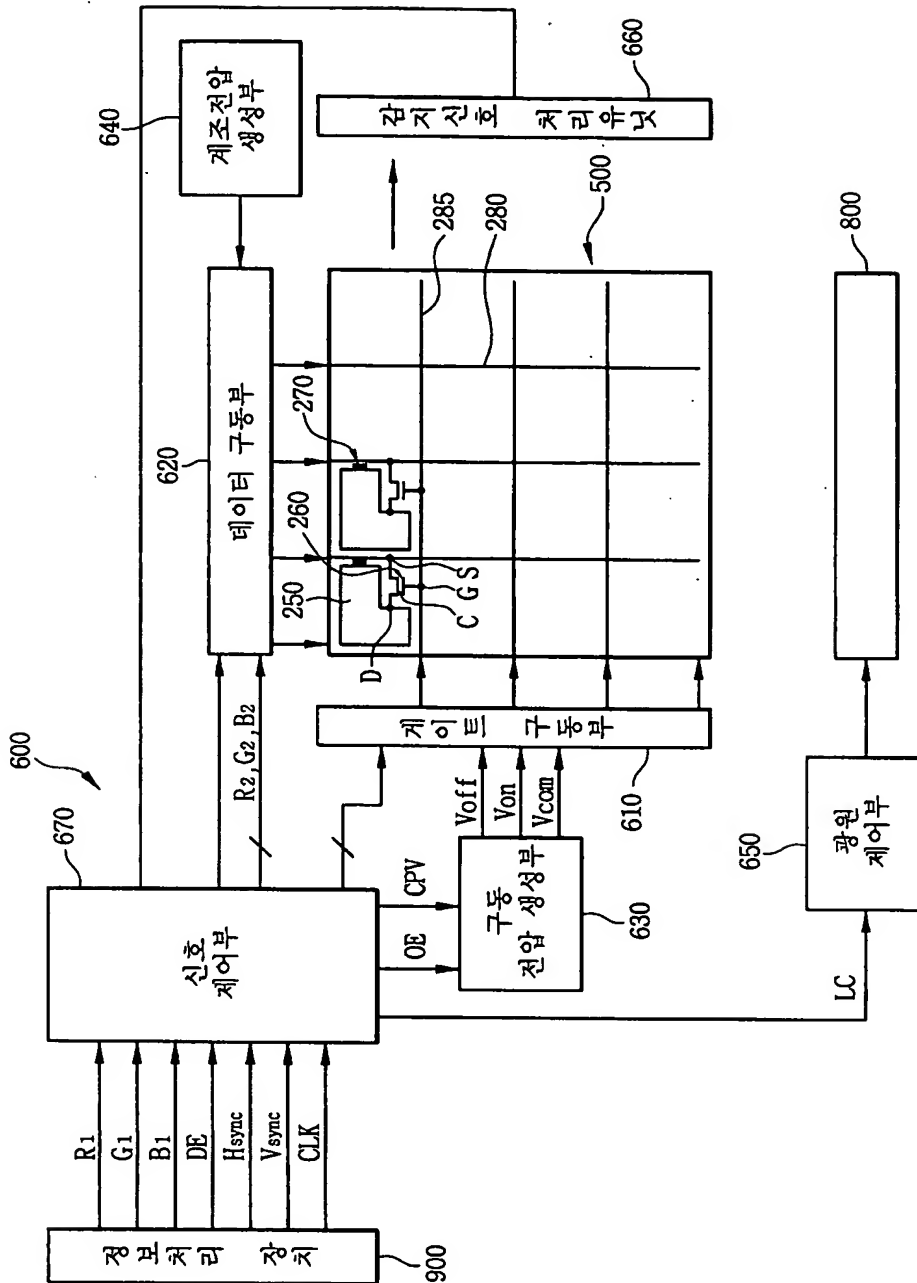 600
900
정보처리 장치
R1
G1
B1
DE
Hsync
Vsync
CLK
670
신호
제어부
R2, G2, B2
CPV
OE
LC
620
데이터 구동부
640
계조전압
생성부
660
감지신호 처리유닛
610
게이트 구동부
Voff
Von
Vcom
630
구동
전압 생성부
250
260
270
D
C
G
S
285
280
500
650
광원
제어부
800